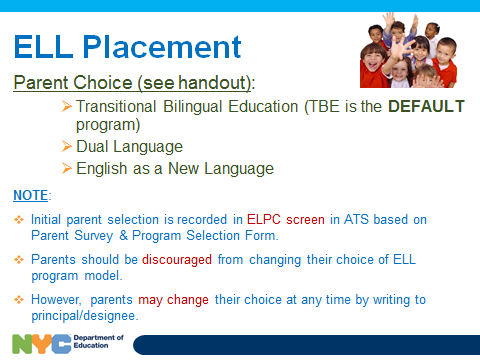 ELL Placement
Parent Choice (see handout):
➢ Transitional Bilingual Education (TBE is the DEFAULT
program)
➢ Dual Language
➢ English as a New Language
NOTE:
❖ Initial parent selection is recorded in ELPC screen in ATS based on
Parent Survey & Program Selection Form.
❖ Parents should be discouraged from changing their choice of ELL
program model.
❖ However, parents may change their choice at any time by writing to
principal/designee.
NYC Department of
Education